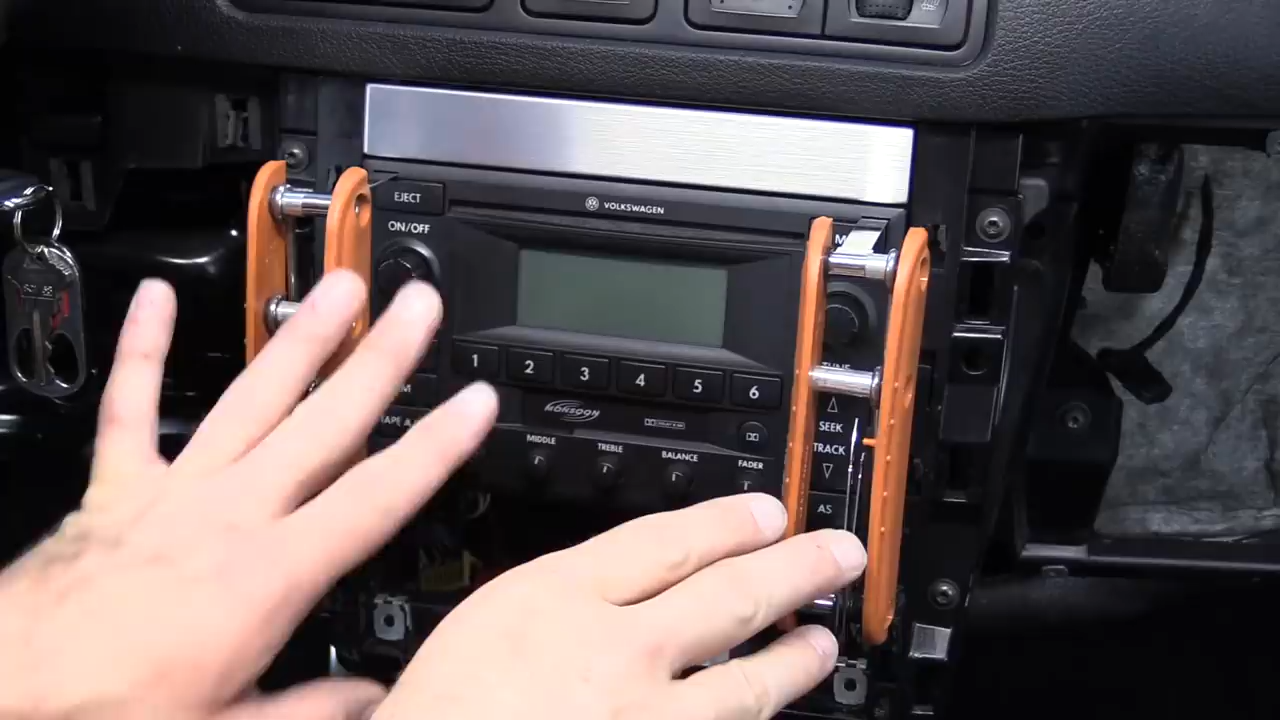 EJECT
VOLKSWAGEN
ON/OFF
1 2 3 4 5 6
MONSOON
SEEK
TRACK
MIDDLE TREBLE BALANCE FADER
AS